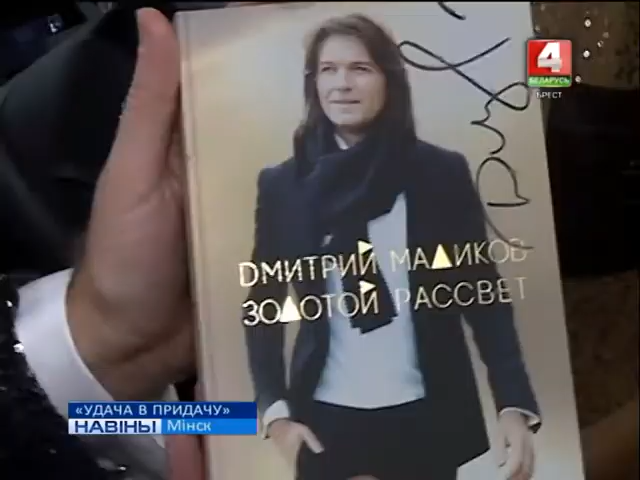 4
БЕЛАРУСЬ
БРЕСТ
ДМИТРИЙ МАЛИКОВ
ЗОЛОТОЙ РАССВЕТ
«УДАЧА В ПРИДАЧУ»
НАВІНЫ Мінск